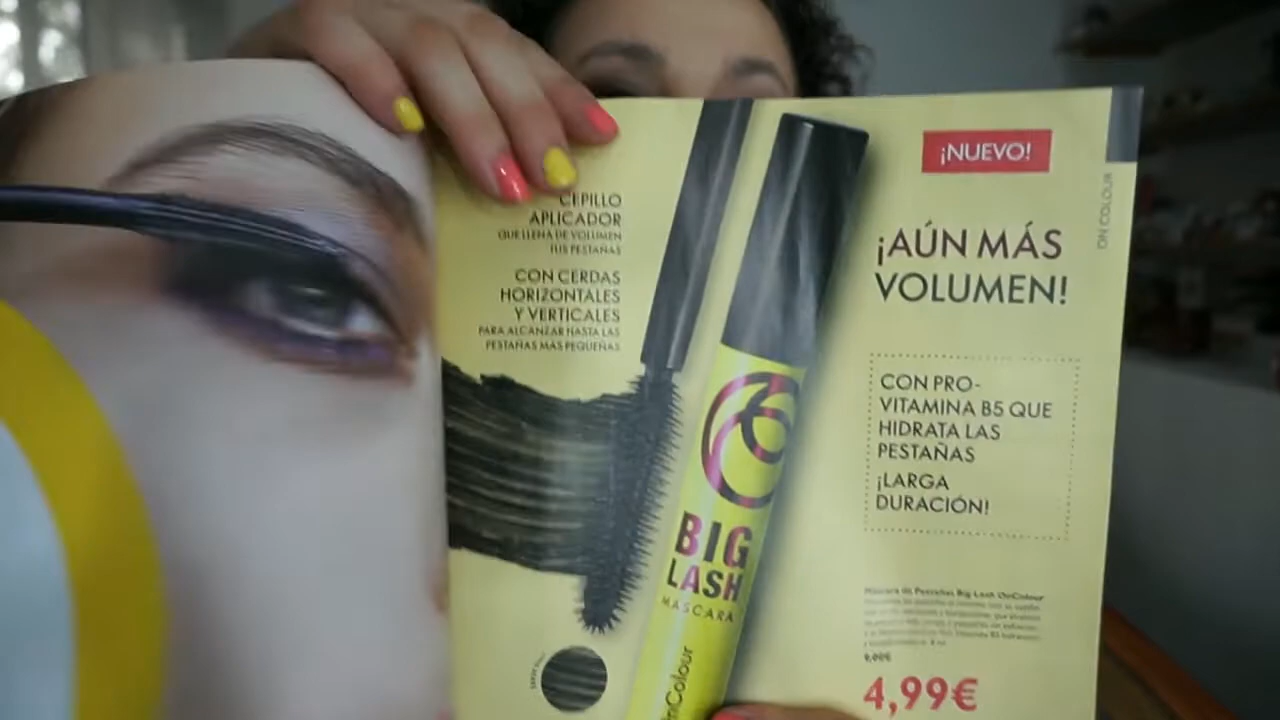 CEPILLO
APLICADOR
QUE LLENA DE VOLUMEN
TUS PESTAÑAS
CON CERDAS
HORIZONTALES
Y VERTICALES
PARA ALCANZAR HASTA LAS
PESTAÑAS MÁS PEQUEÑAS
BIG
LASH
MASCARA
nColour
¡NUEVO!
ON COLOUR
¡AÚN MÁS
VOLUMEN!
CON PRO-
VITAMINA B5 QUE
HIDRATA LAS
PESTAÑAS
¡LARGA
DURACIÓN!
Máscara de Pestañas Big Lash OnColour
9,00€
4,99€